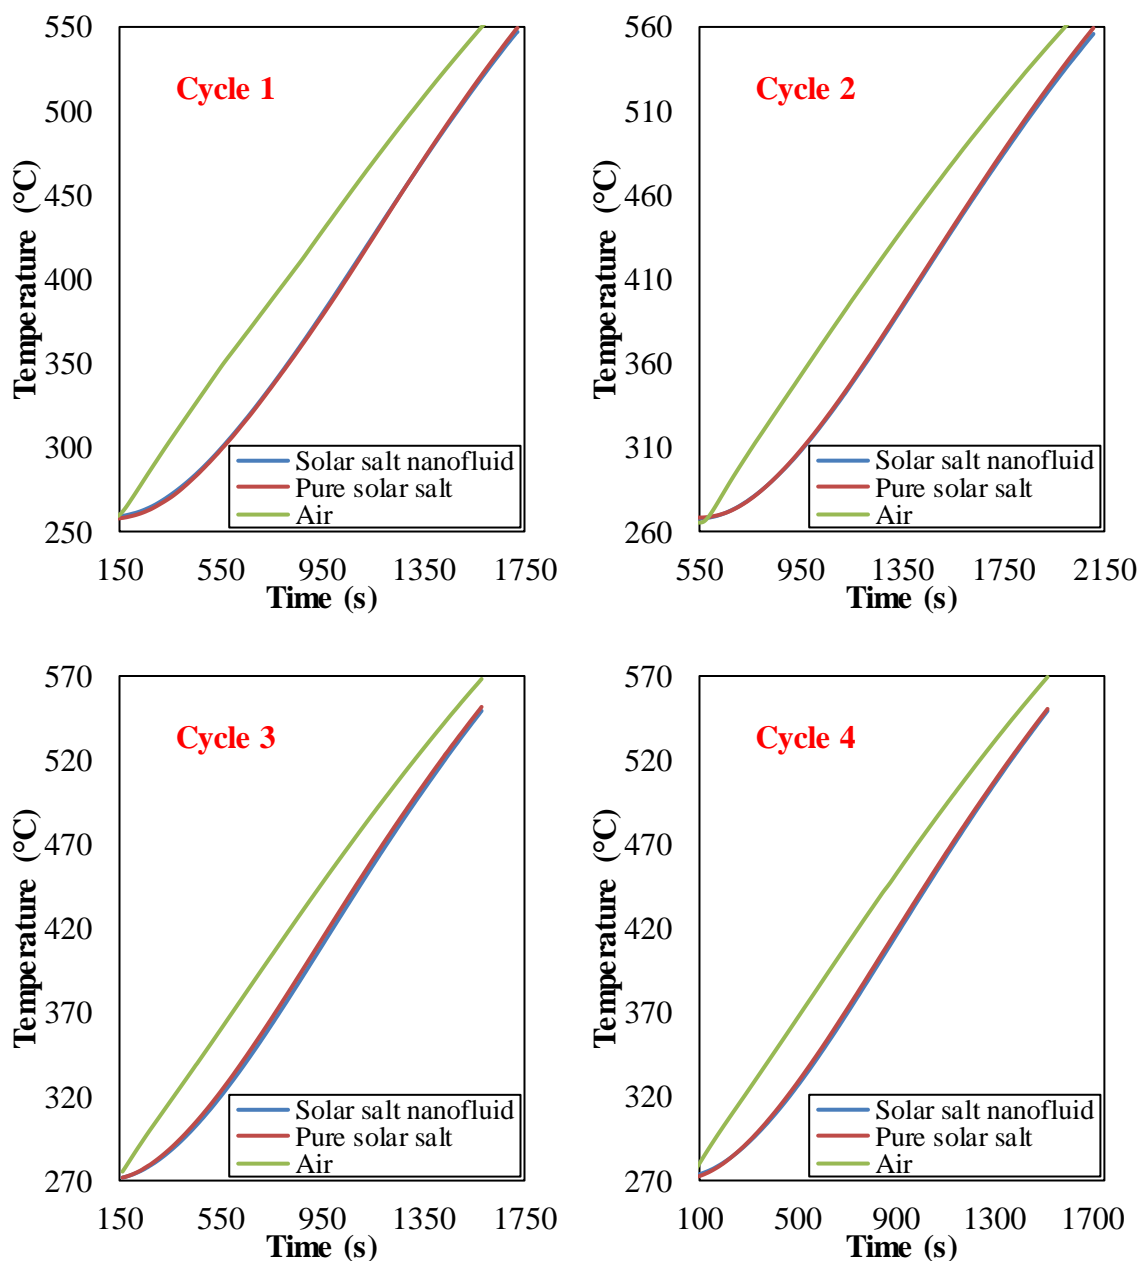 Cycle 1
Temperature (°C)
550
500
450
400
350
300
250
Solar salt nanofluid
Pure solar salt
Air
150 550 950 1350 1750
Time (s)
Cycle 2
Temperature (°C)
560
510
460
410
360
310
260
Solar salt nanofluid
Pure solar salt
Air
550 950 1350 1750 2150
Time (s)
Cycle 3
Temperature (°C)
570
520
470
420
370
320
270
Solar salt nanofluid
Pure solar salt
Air
150 550 950 1350 1750
Time (s)
Cycle 4
Temperature (°C)
570
520
470
420
370
320
270
Solar salt nanofluid
Pure solar salt
Air
100 500 900 1300 1700
Time (s)